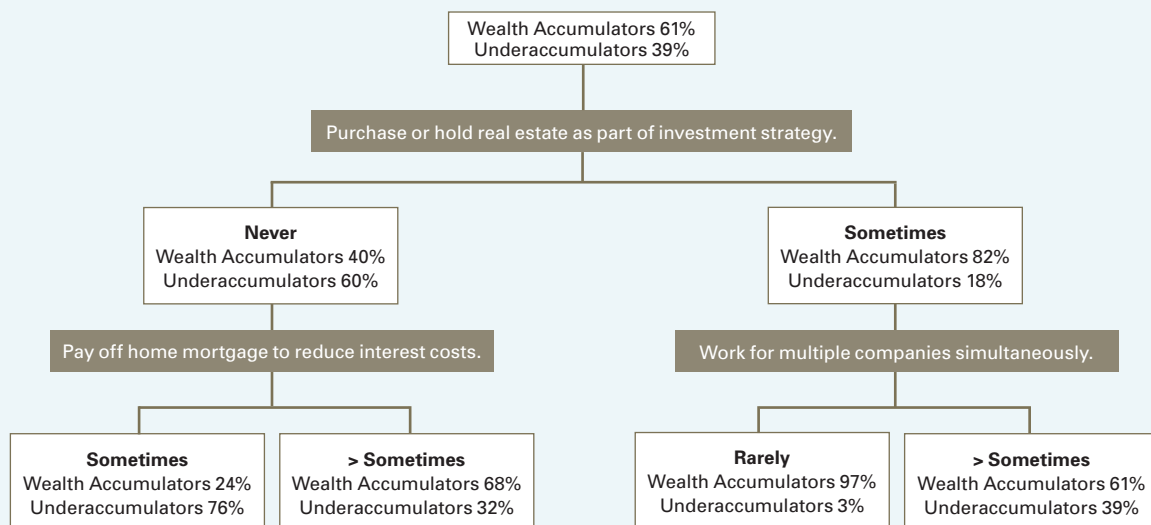 Wealth Accumulators 61%
Underaccumulators 39%
Purchase or hold real estate as part of investment strategy.
Never
Wealth Accumulators 40%
Underaccumulators 60%
Sometimes
Wealth Accumulators 82%
Underaccumulators 18%
Pay off home mortgage to reduce interest costs.
Work for multiple companies simultaneously.
Sometimes
Wealth Accumulators 24%
Underaccumulators 76%
> Sometimes
Wealth Accumulators 68%
Underaccumulators 32%
Rarely
Wealth Accumulators 97%
Underaccumulators 3%
> Sometimes
Wealth Accumulators 61%
Underaccumulators 39%